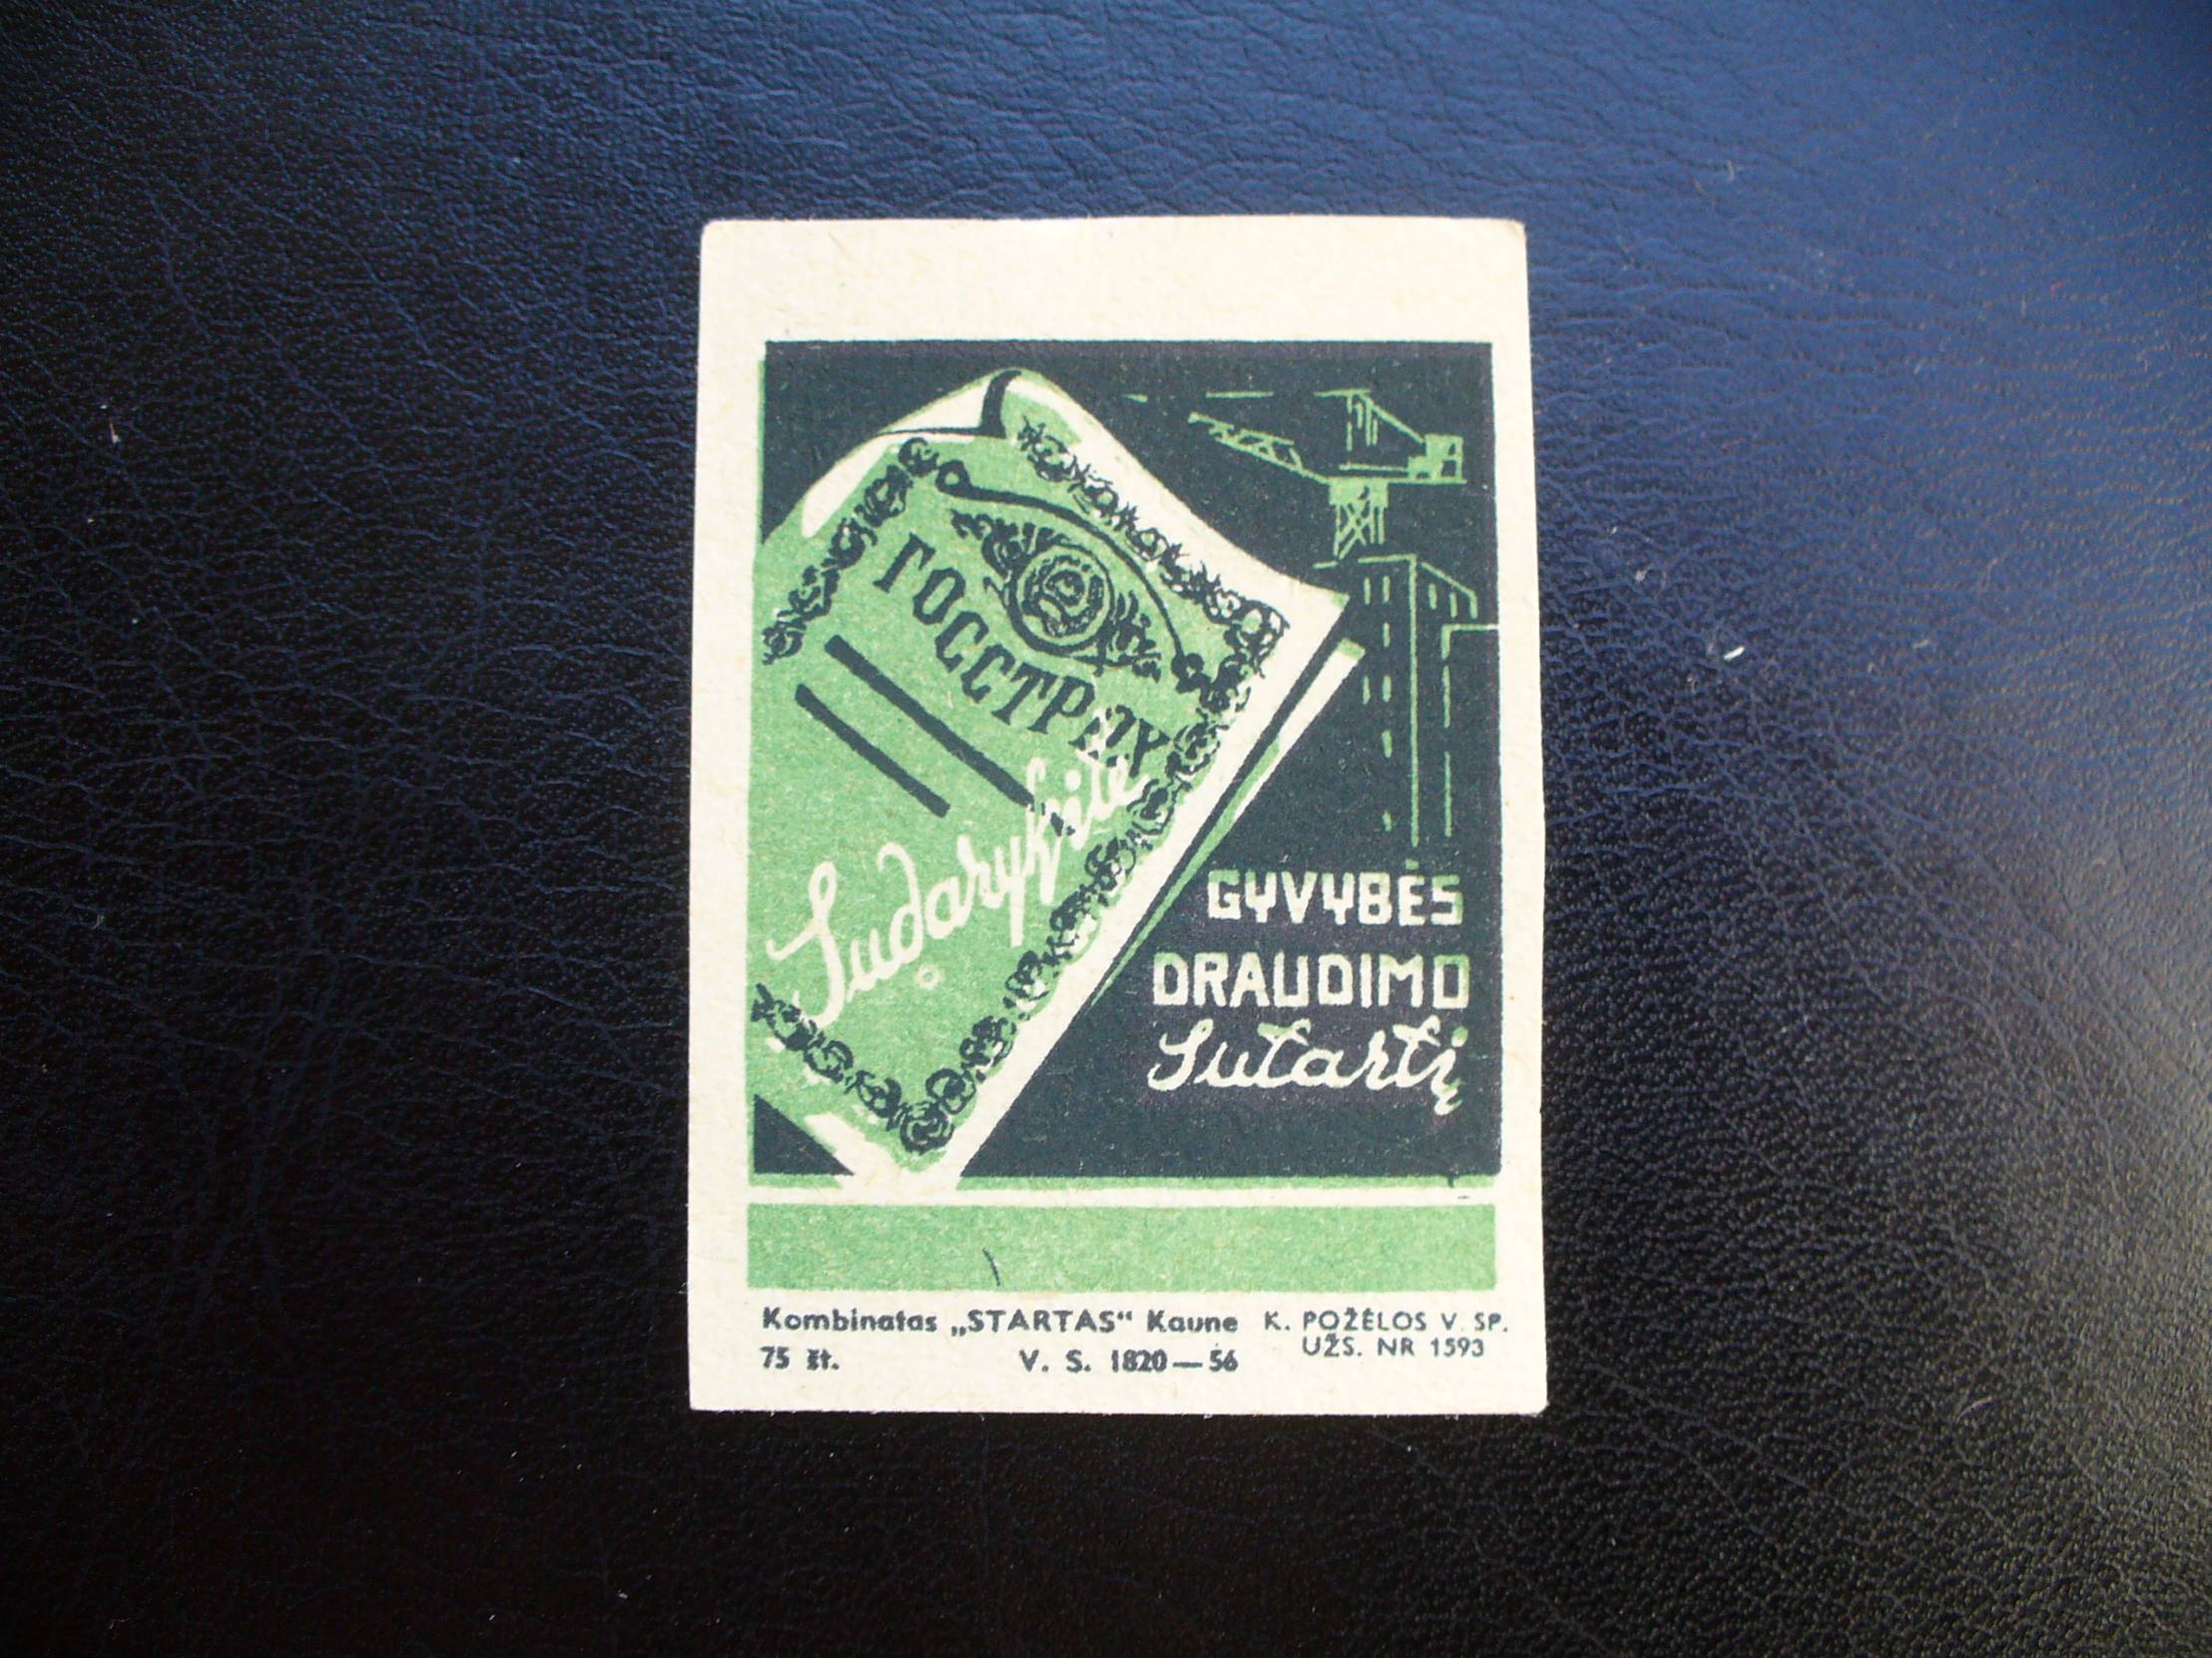 ГОССТРАХ
Sudarykite
GYVYBĖS
DRAUDIMO
Sutartį
Kombinatas „STARTAS“ Kaune
75 št. V. S. 1820—56
K. POŽĖLOS V. SP.
UŽS. NR 1593